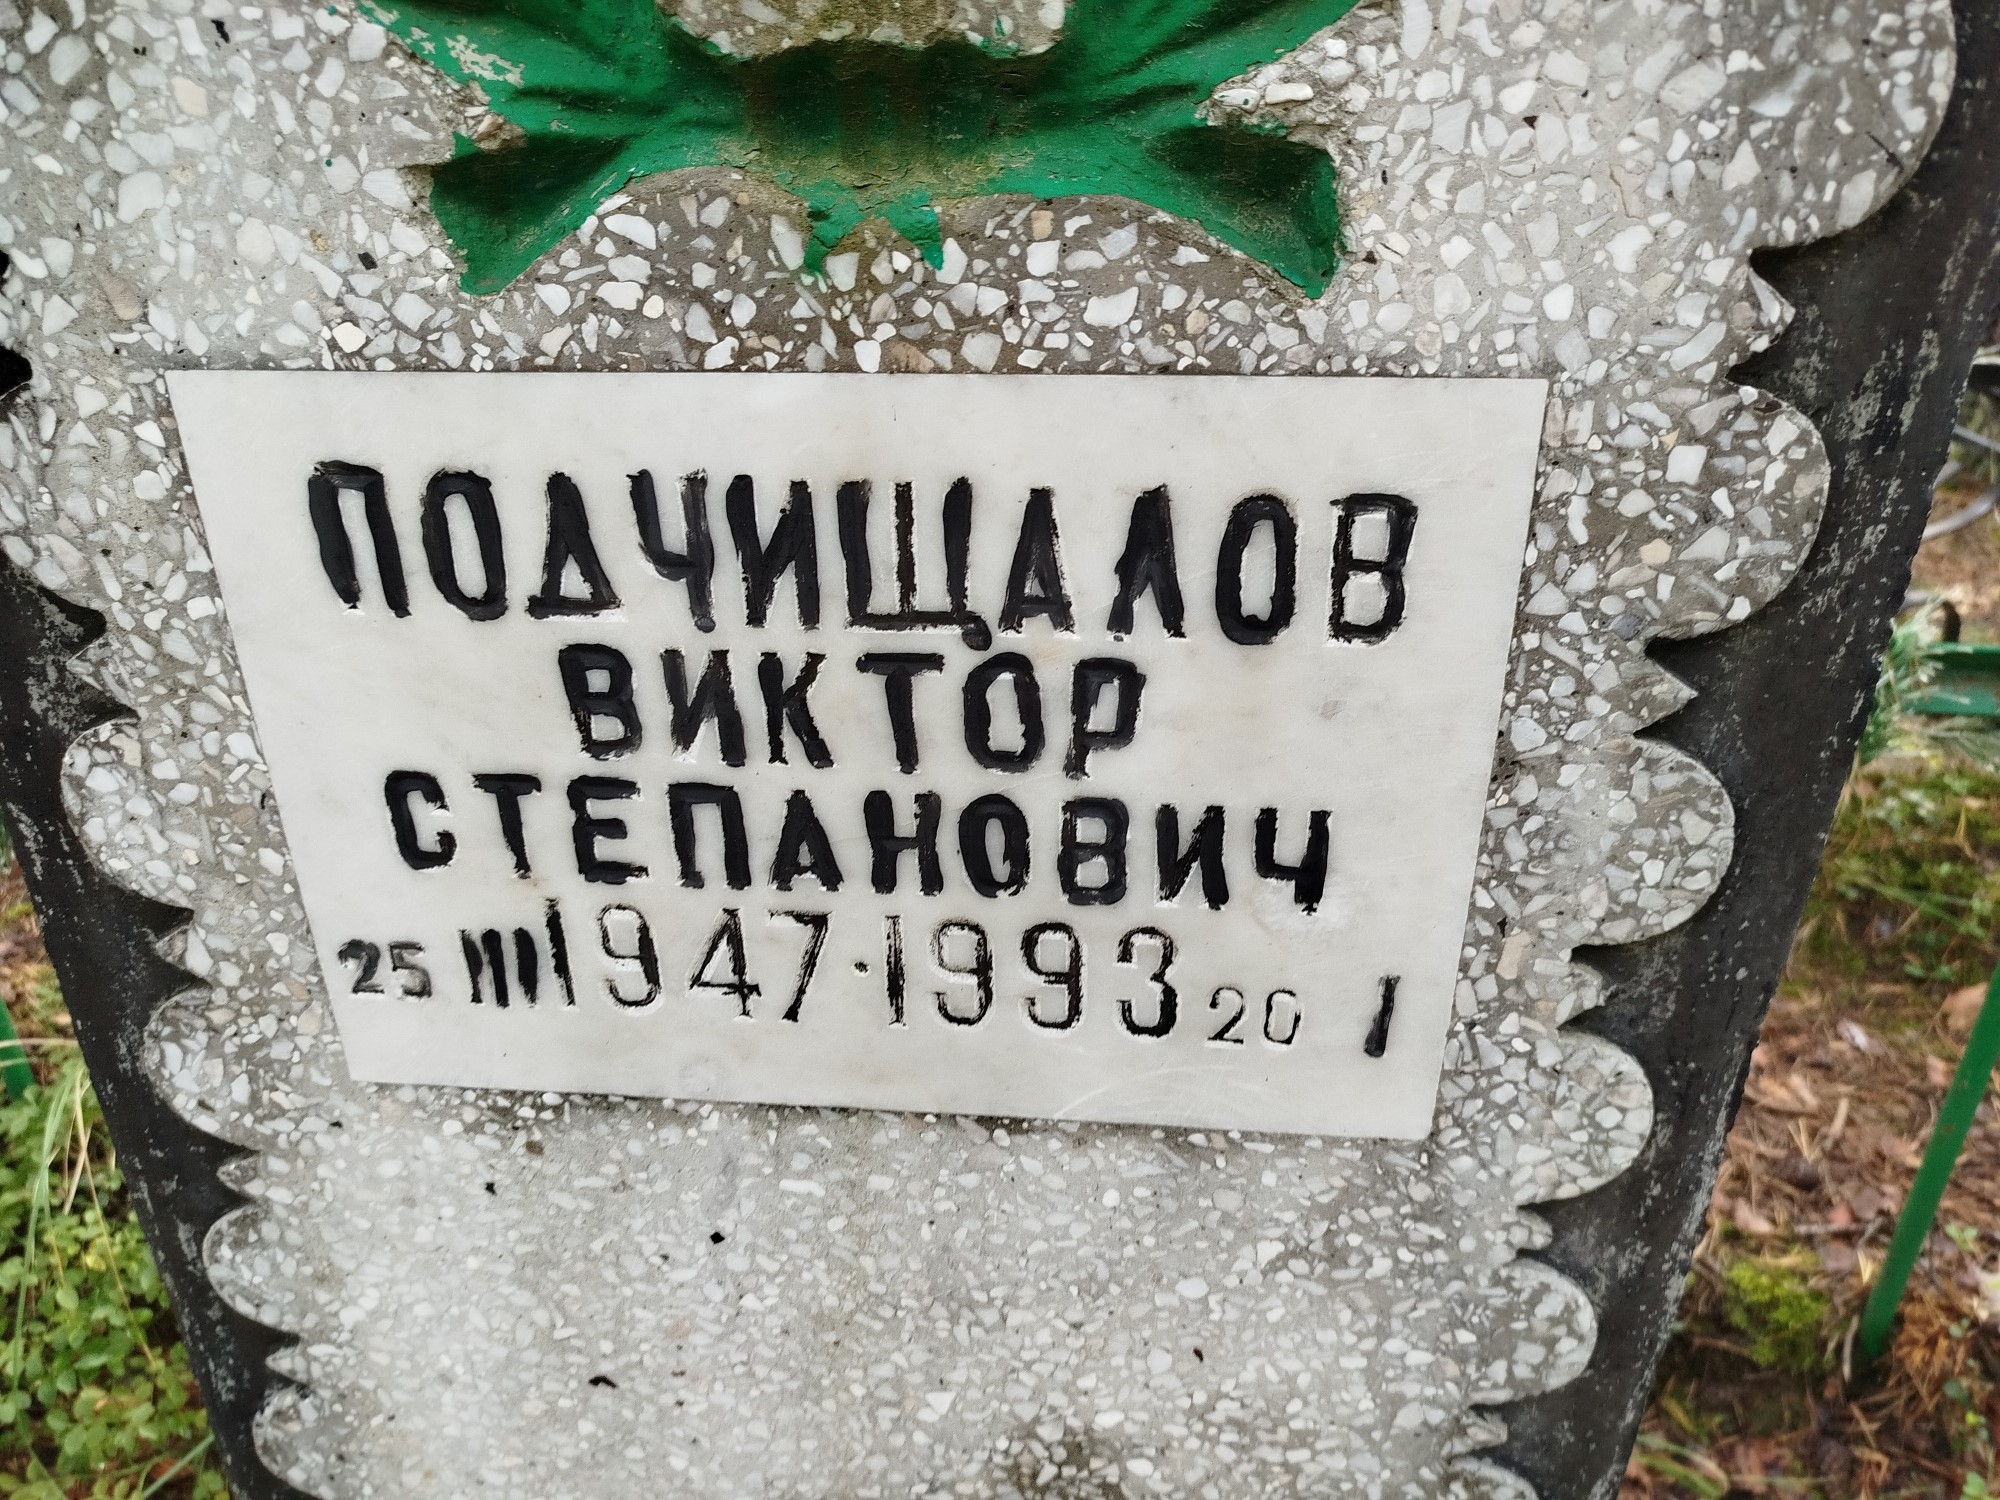 ПОДЧИЩАЛОВ
ВИКТОР
СТЕПАНОВИЧ
25 III 1947·1993 20 I